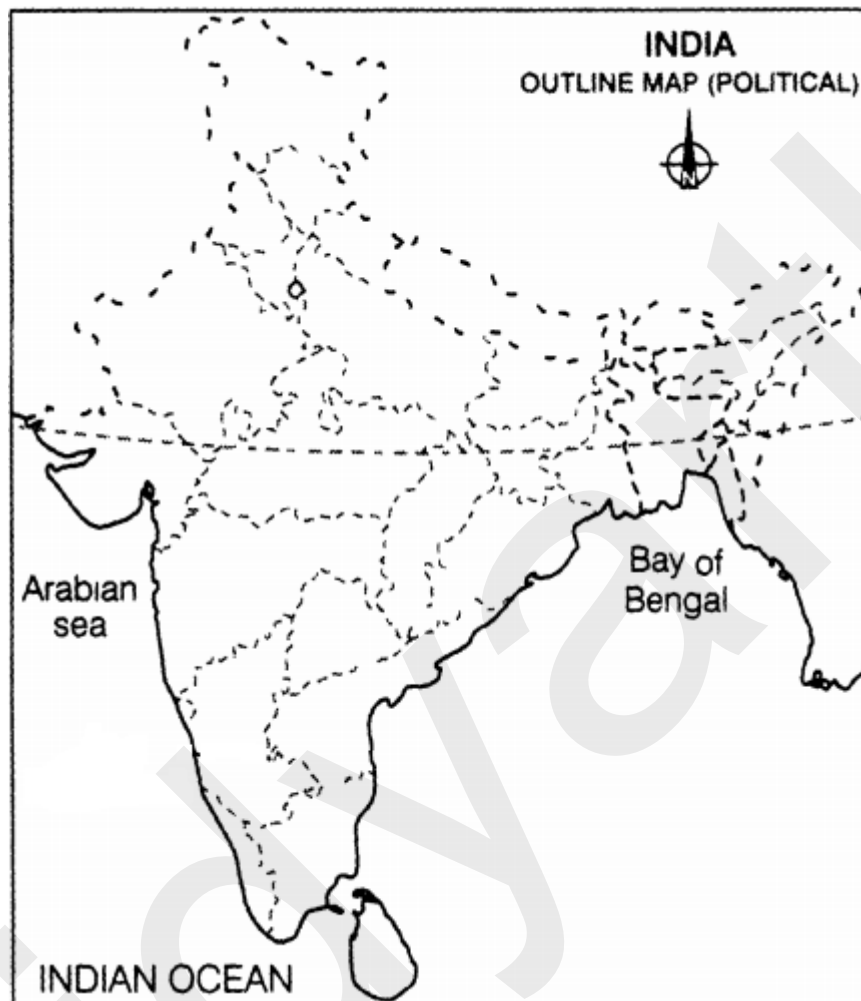 INDIA
OUTLINE MAP (POLITICAL)
N
Arabian
sea
Bay of
Bengal
INDIAN OCEAN